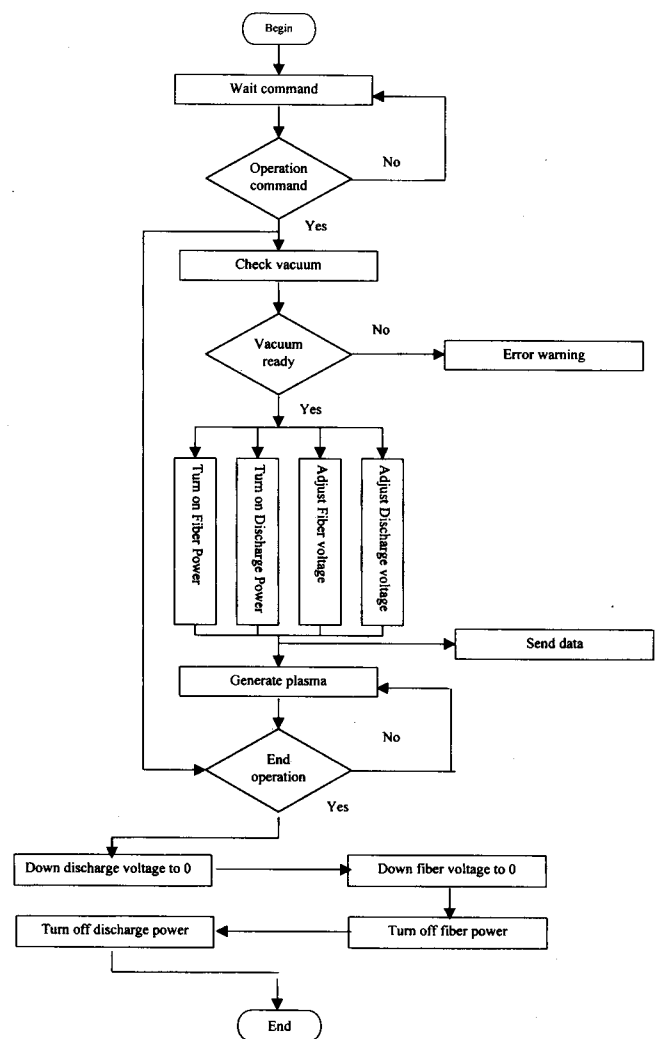 Begin
Wait command
Operation
command
No
Yes
Check vacuum
Vacuum
ready
No
Error warning
Yes
Turn on Fiber Power
Turn on Discharge Power
Adjust Fiber voltage
Adjust Discharge voltage
Send data
Generate plasma
End
operation
No
Yes
Down discharge voltage to 0
Down fiber voltage to 0
Turn off discharge power
Turn off fiber power
End